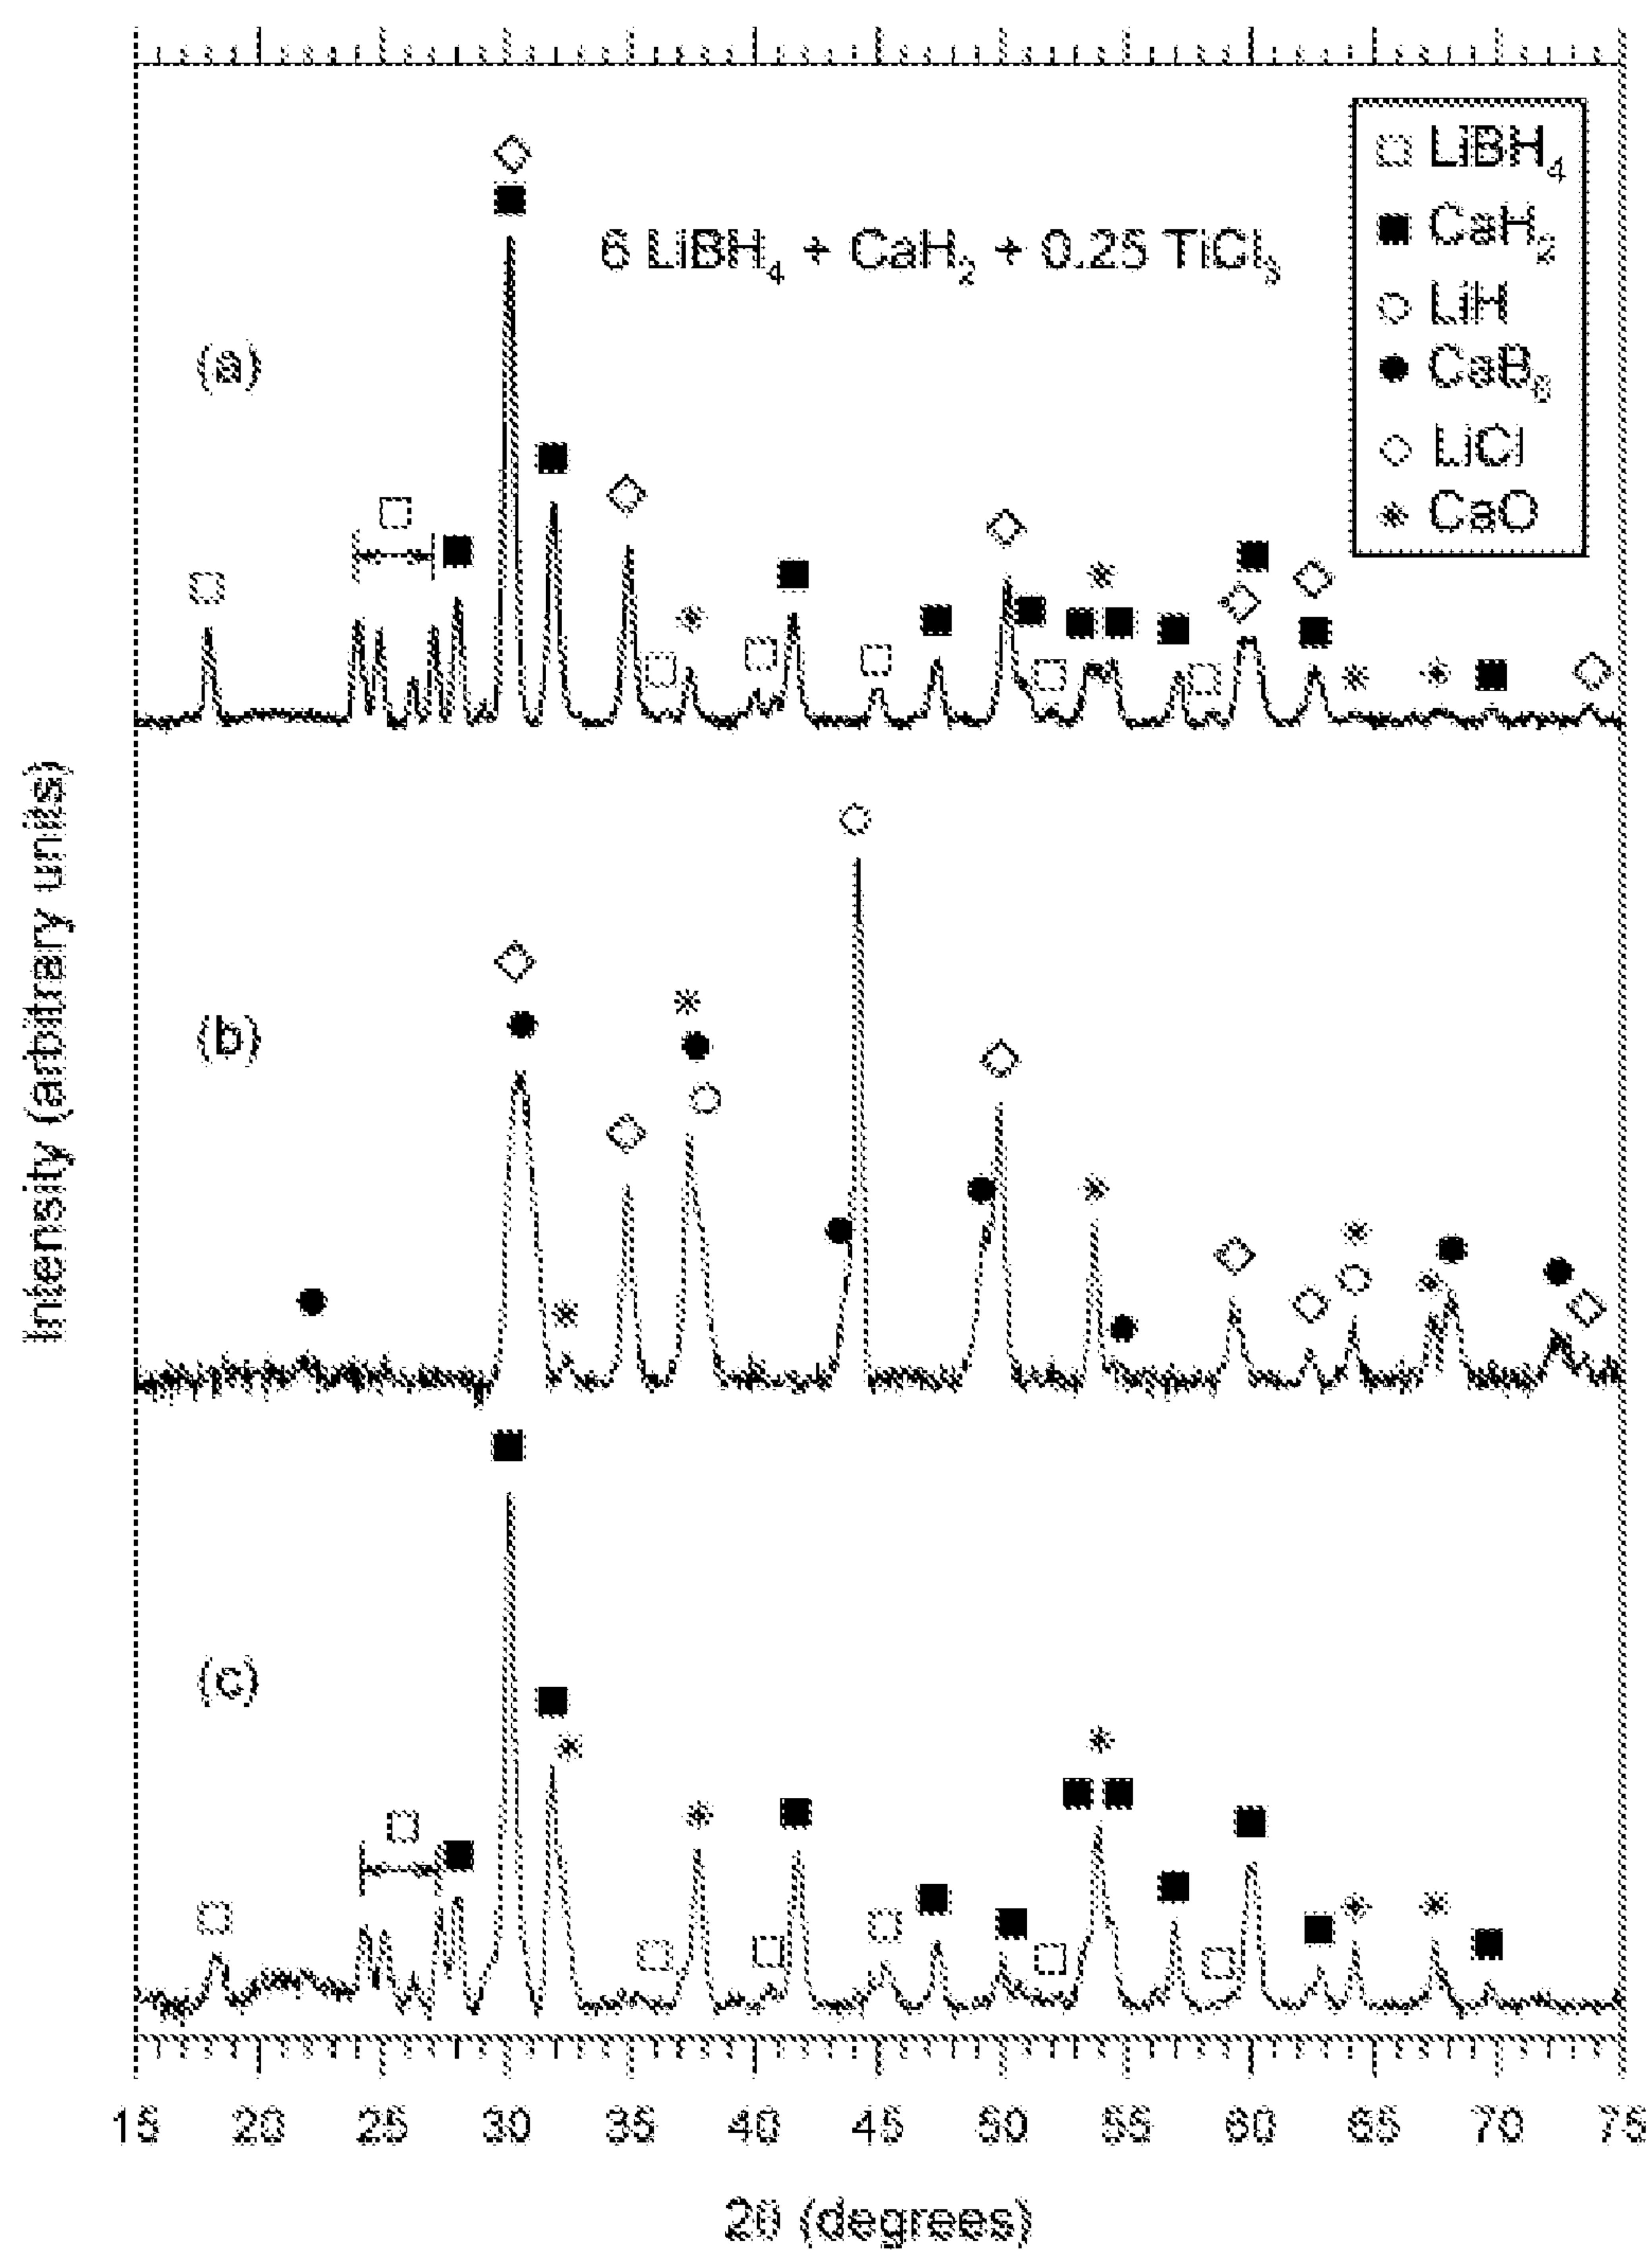 6 LiBH4 + CaH2 + 0.25 TiCl3
LiBH4
CaH2
LiH
CaB6
LiCl
CaO
(a)
(b)
(c)
Intensity (arbitrary units)
15 20 25 30 35 40 45 50 55 60 65 70 75
2θ (degrees)